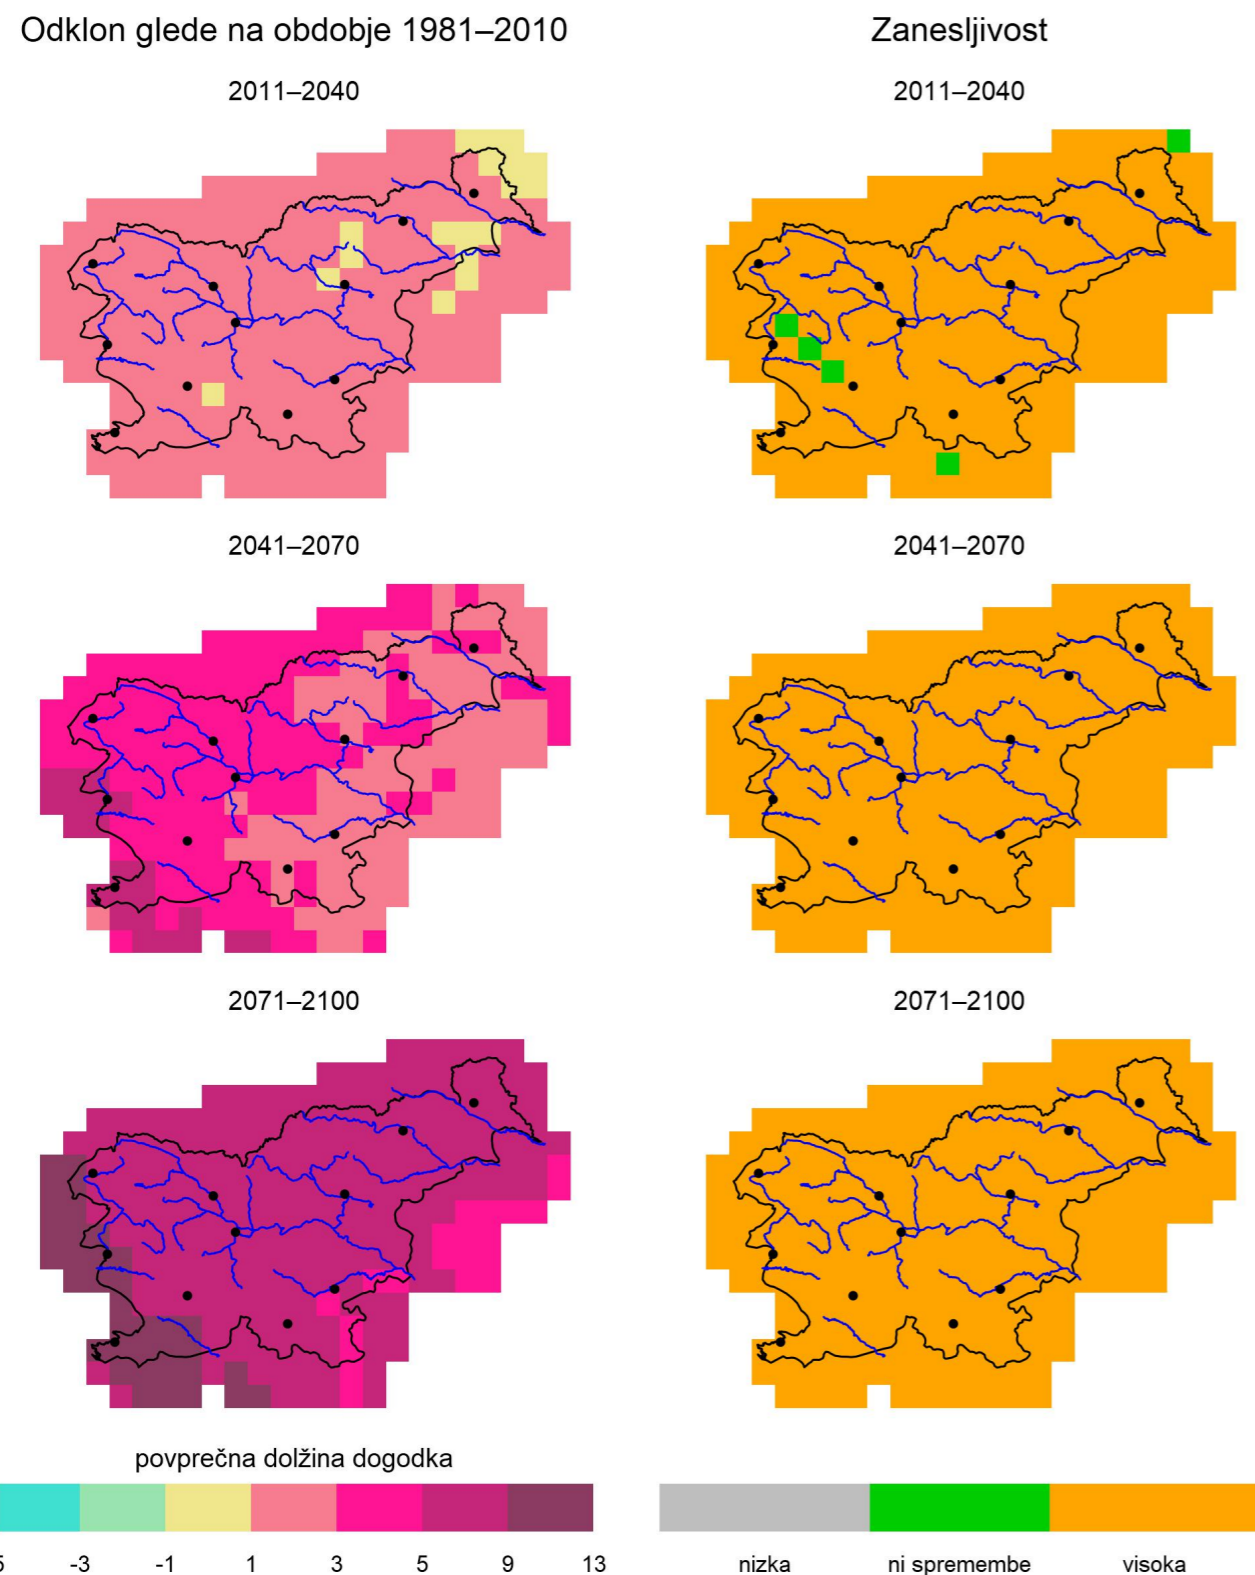 Odklon glede na obdobje 1981–2010
Zanesljivost
2011–2040
2011–2040
2041–2070
2041–2070
2071–2100
2071–2100
povprečna dolžina dogodka
5 -3 -1 1 3 5 9 13
nizka ni spremembe visoka